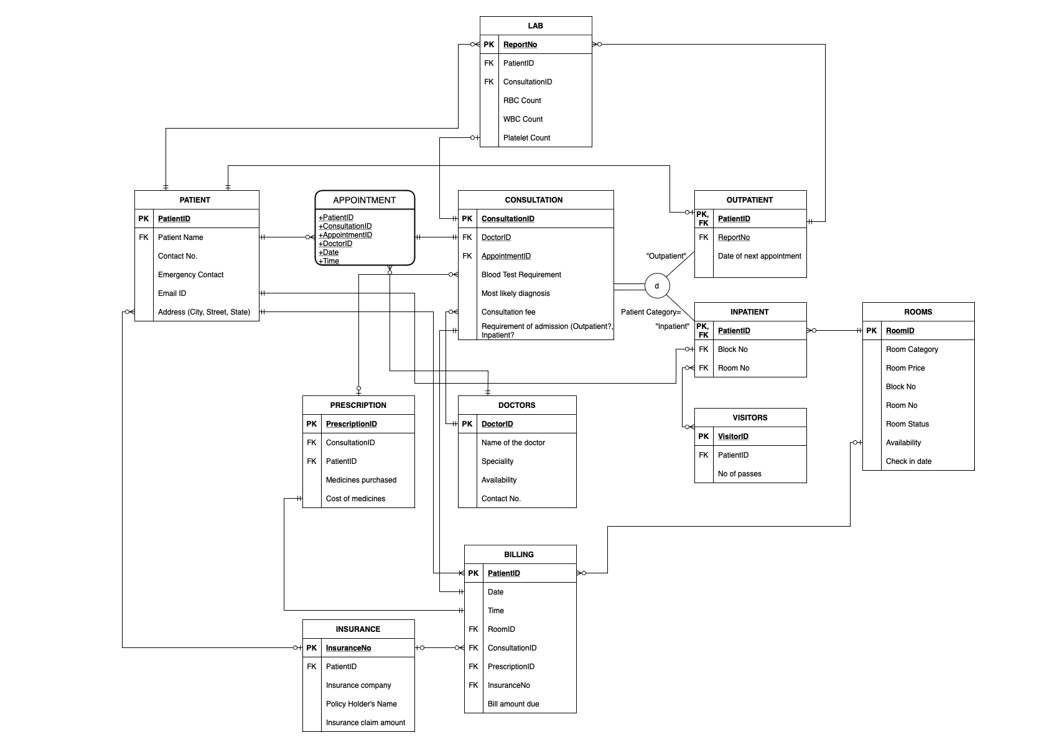 LAB
PK ReportNo
FK PatientID
FK ConsultationID
RBC Count
WBC Count
Platelet Count
PATIENT
PK PatientID
FK Patient Name
Contact No.
Emergency Contact
Email ID
Address (City, Street, State)
APPOINTMENT
+PatientID
+ConsultationID
+AppointmentID
+DoctorID
+Date
+Time
CONSULTATION
PK ConsultationID
FK DoctorID
FK AppointmentID
Blood Test Requirement
Most likely diagnosis
Consultation fee
Requirement of admission (Outpatient?,
Inpatient?
OUTPATIENT
PK,
FK PatientID
FK ReportNo
Date of next appointment
"Outpatient"
d
Patient Category=
"Inpatient"
INPATIENT
PK,
FK PatientID
FK Block No
FK Room No
ROOMS
PK RoomID
Room Category
Room Price
Block No
Room No
Room Status
Availability
Check in date
PRESCRIPTION
PK PrescriptionID
FK ConsultationID
FK PatientID
Medicines purchased
Cost of medicines
DOCTORS
PK DoctorID
Name of the doctor
Speciality
Availability
Contact No.
VISITORS
PK VisitorID
FK PatientID
No of passes
BILLING
PK PatientID
Date
Time
FK RoomID
FK ConsultationID
FK PrescriptionID
FK InsuranceNo
Bill amount due
INSURANCE
PK InsuranceNo
FK PatientID
Insurance company
Policy Holder's Name
Insurance claim amount